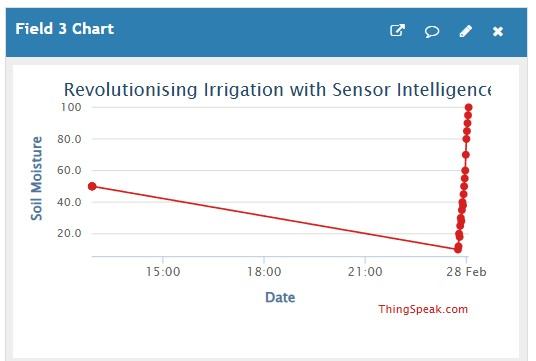 Field 3 Chart
Revolutionising Irrigation with Sensor Intelligence
100
80.0
60.0
40.0
20.0
Soil Moisture
15:00 18:00 21:00 28 Feb
Date
ThingSpeak.com